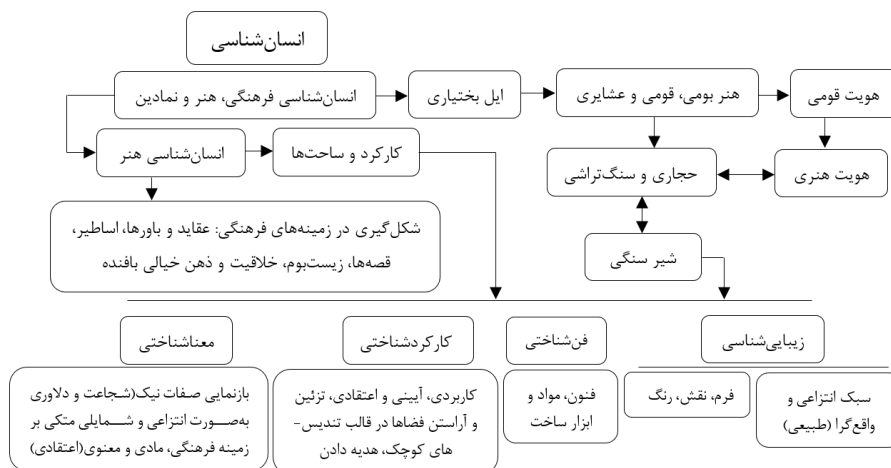 انسان‌شناسی
انسان‌شناسی فرهنگی، هنر و نمادین
ایل بختیاری
هنر بومی، قومی و عشایری
هویت قومی
انسان‌شناسی هنر
کارکرد و ساحت‌ها
حجاری و سنگ‌تراشی
هویت هنری
شکل‌گیری در زمینه‌های فرهنگی: عقاید و باورها، اساطیر،
قصه‌ها، زیست‌بوم، خلاقیت و ذهن خیالی بافنده
شیر سنگی
زیبایی‌شناسی
فن‌شناختی
کارکردشناختی
معناشناختی
سبک انتزاعی و
واقع‌گرا (طبیعی)
فرم، نقش، رنگ
فنون، مواد و
ابزار ساخت
کاربردی، آیینی و اعتقادی، تزئین
و آراستن فضاها در قالب تندیس-
های کوچک، هدیه دادن
بازنمایی صفات نیک(شجاعت و دلاوری
به‌صورت انتزاعی و شمایلی متکی بر
زمینه فرهنگی، مادی و معنوی(اعتقادی)